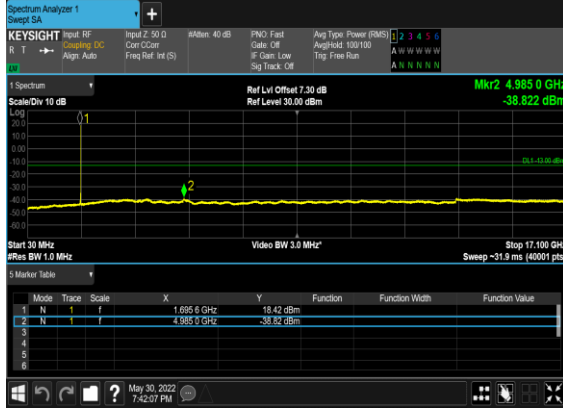 Spectrum Analyzer 1
Swept SA
+
KEYSIGHT Input: RF Input Z: 50 Ω #Atten: 40 dB PNO: Fast Avg Type: Power (RMS) 1 2 3 4 5 6
R T Coupling: DC Corr CCorr Gate: Off Avg|Hold: 100/100 A W W W W W
Align: Auto Freq Ref: Int (S) IF Gain: Low Trig: Free Run
Sig Track: Off A N N N N N
1 Spectrum Ref Lvl Offset 7.30 dB Mkr2 4.985 0 GHz
Scale/Div 10 dB Ref Level 30.00 dBm -38.822 dBm
Log
20.0
10.0
0.00
-10.0
DL1 -13.00 dBm
-20.0
-30.0
-40.0
-50.0
-60.0
1
2
Start 30 MHz Video BW 3.0 MHz* Stop 17.100 GHz
#Res BW 1.0 MHz Sweep ~31.9 ms (40001 pts)
5 Marker Table
Mode Trace Scale X Y Function Function Width Function Value
1 N 1 f 1.695 6 GHz 18.42 dBm
2 N 1 f 4.985 0 GHz -38.82 dBm
3
4
5
6
? May 30, 2022
7:42:07 PM